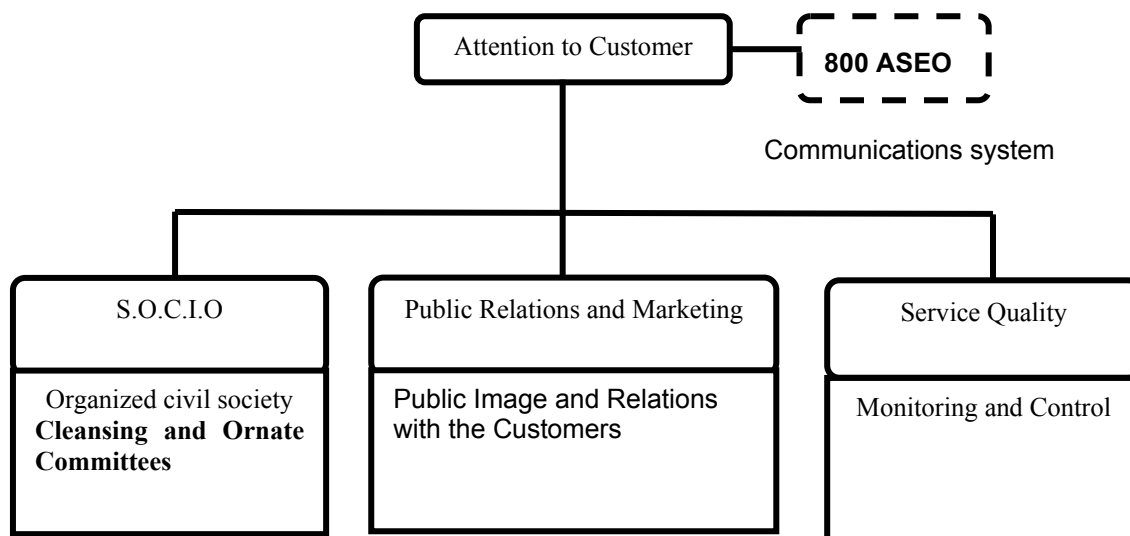 Attention to Customer
800 ASEO
Communications system
S.O.C.I.O
Organized civil society
Cleansing and Ornate
Committees
Public Relations and Marketing
Public Image and Relations
with the Customers
Service Quality
Monitoring and Control